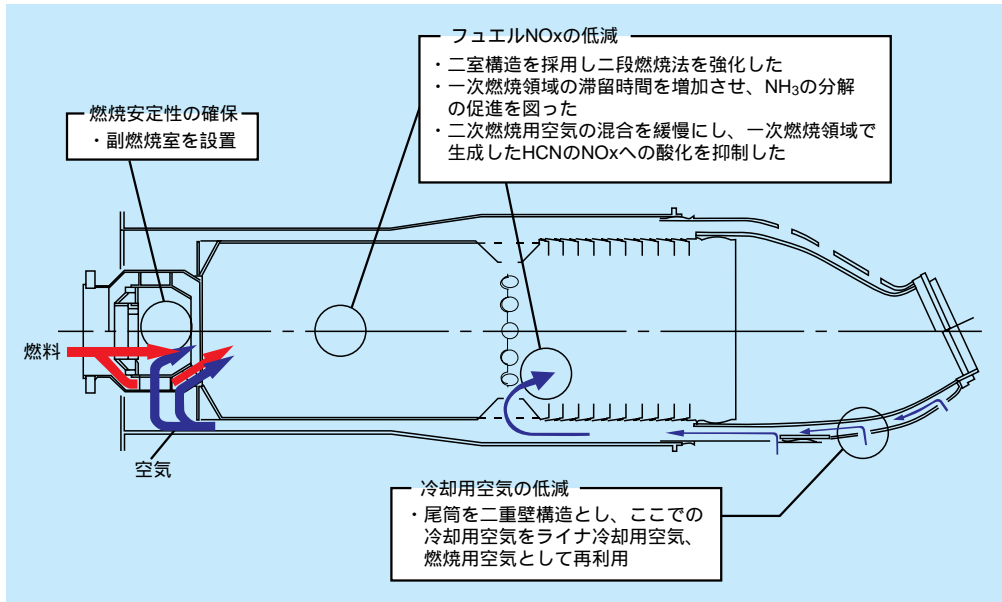 フュエルNOxの低減
・二室構造を採用し二段燃焼法を強化した
・一次燃焼領域の滞留時間を増加させ、NH₃の分解
の促進を図った
・二次燃焼用空気の混合を緩慢にし、一次燃焼領域で
生成したHCNのNOxへの酸化を抑制した
燃焼安定性の確保
・副燃焼室を設置
燃料
空気
冷却用空気の低減
・尾筒を二重壁構造とし、ここでの
冷却用空気をライナ冷却用空気、
燃焼用空気として再利用